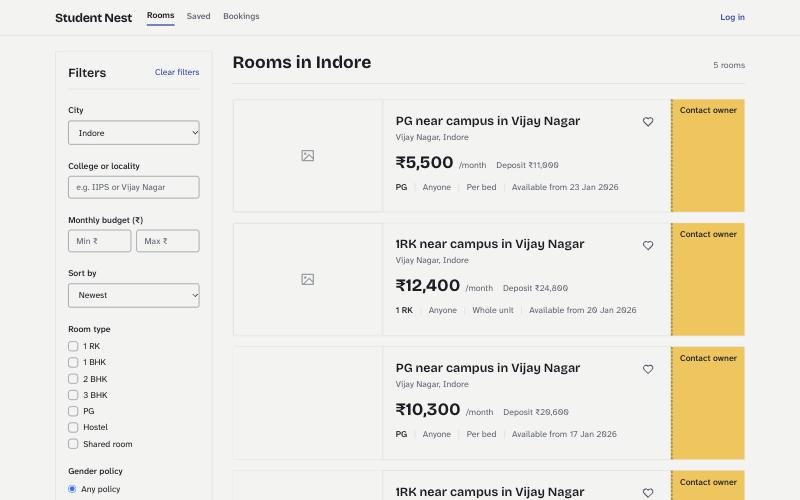 Student Nest Rooms Saved Bookings Log in
Filters Clear filters
City
Indore
College or locality
e.g. IIPS or Vijay Nagar
Monthly budget (₹)
Min ₹ Max ₹
Sort by
Newest
Room type
1 RK
1 BHK
2 BHK
3 BHK
PG
Hostel
Shared room
Gender policy
Any policy
Rooms in Indore 5 rooms
PG near campus in Vijay Nagar
Vijay Nagar, Indore
₹5,500 /month Deposit ₹11,000
PG Anyone Per bed Available from 23 Jan 2026
Contact owner
1RK near campus in Vijay Nagar
Vijay Nagar, Indore
₹12,400 /month Deposit ₹24,800
1 RK Anyone Whole unit Available from 20 Jan 2026
Contact owner
PG near campus in Vijay Nagar
Vijay Nagar, Indore
₹10,300 /month Deposit ₹20,600
PG Anyone Per bed Available from 17 Jan 2026
Contact owner
1RK near campus in Vijay Nagar
Contact owner